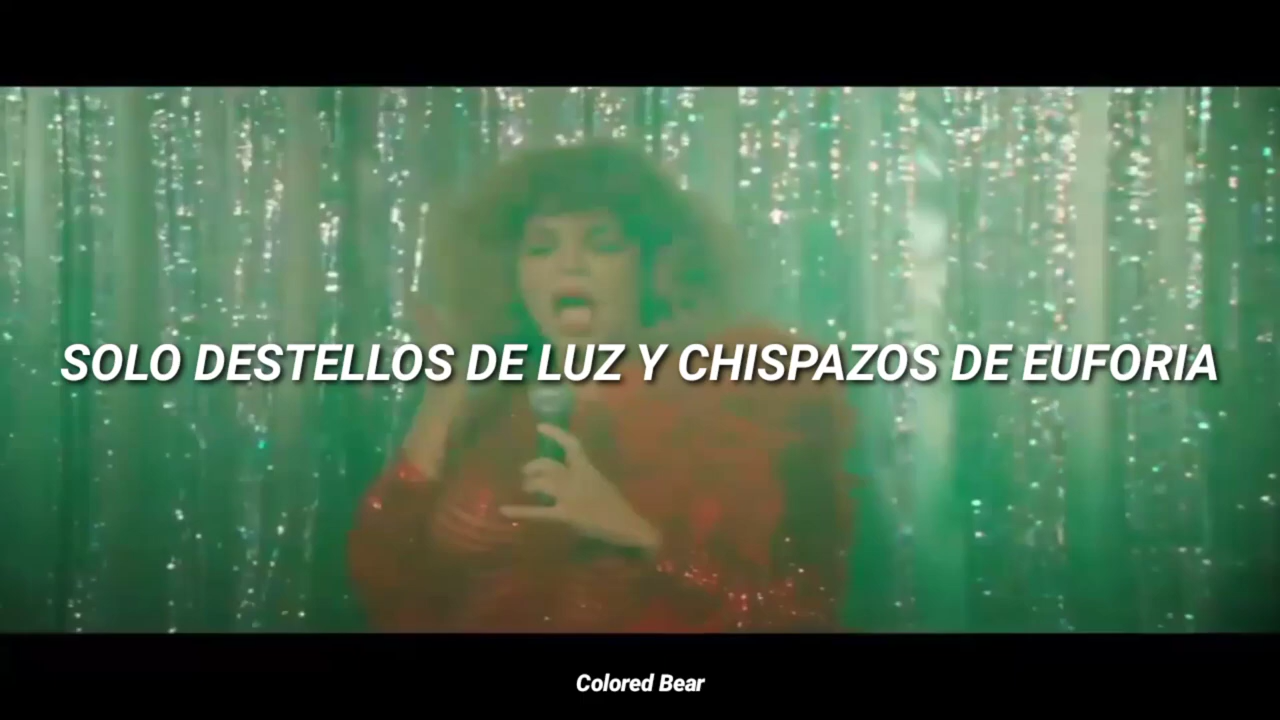 SOLO DESTELLOS DE LUZ Y CHISPAZOS DE EUFORIA
Colored Bear